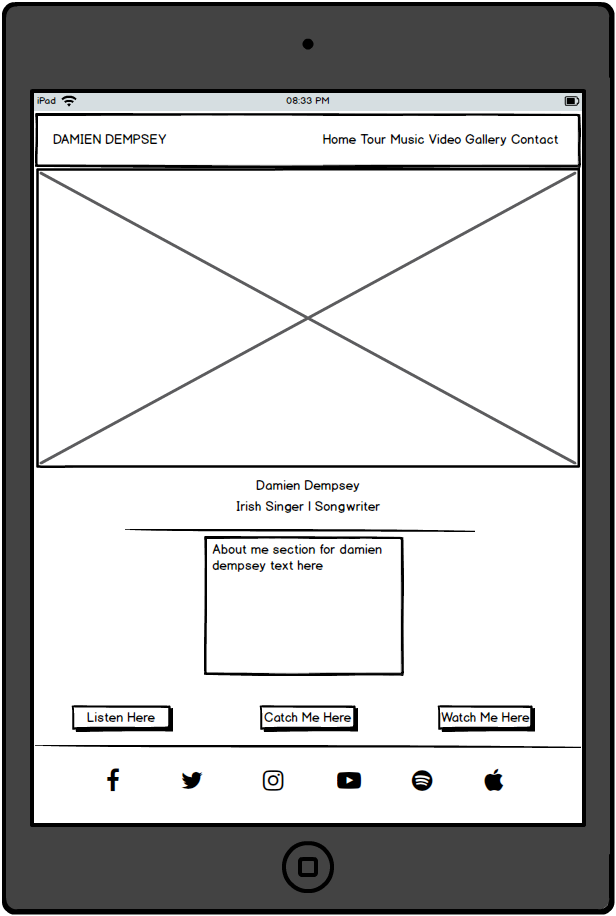 iPad 08:33 PM
DAMIEN DEMPSEY Home Tour Music Video Gallery Contact
Damien Dempsey
Irish Singer | Songwriter
About me section for damien
dempsey text here
Listen Here Catch Me Here Watch Me Here